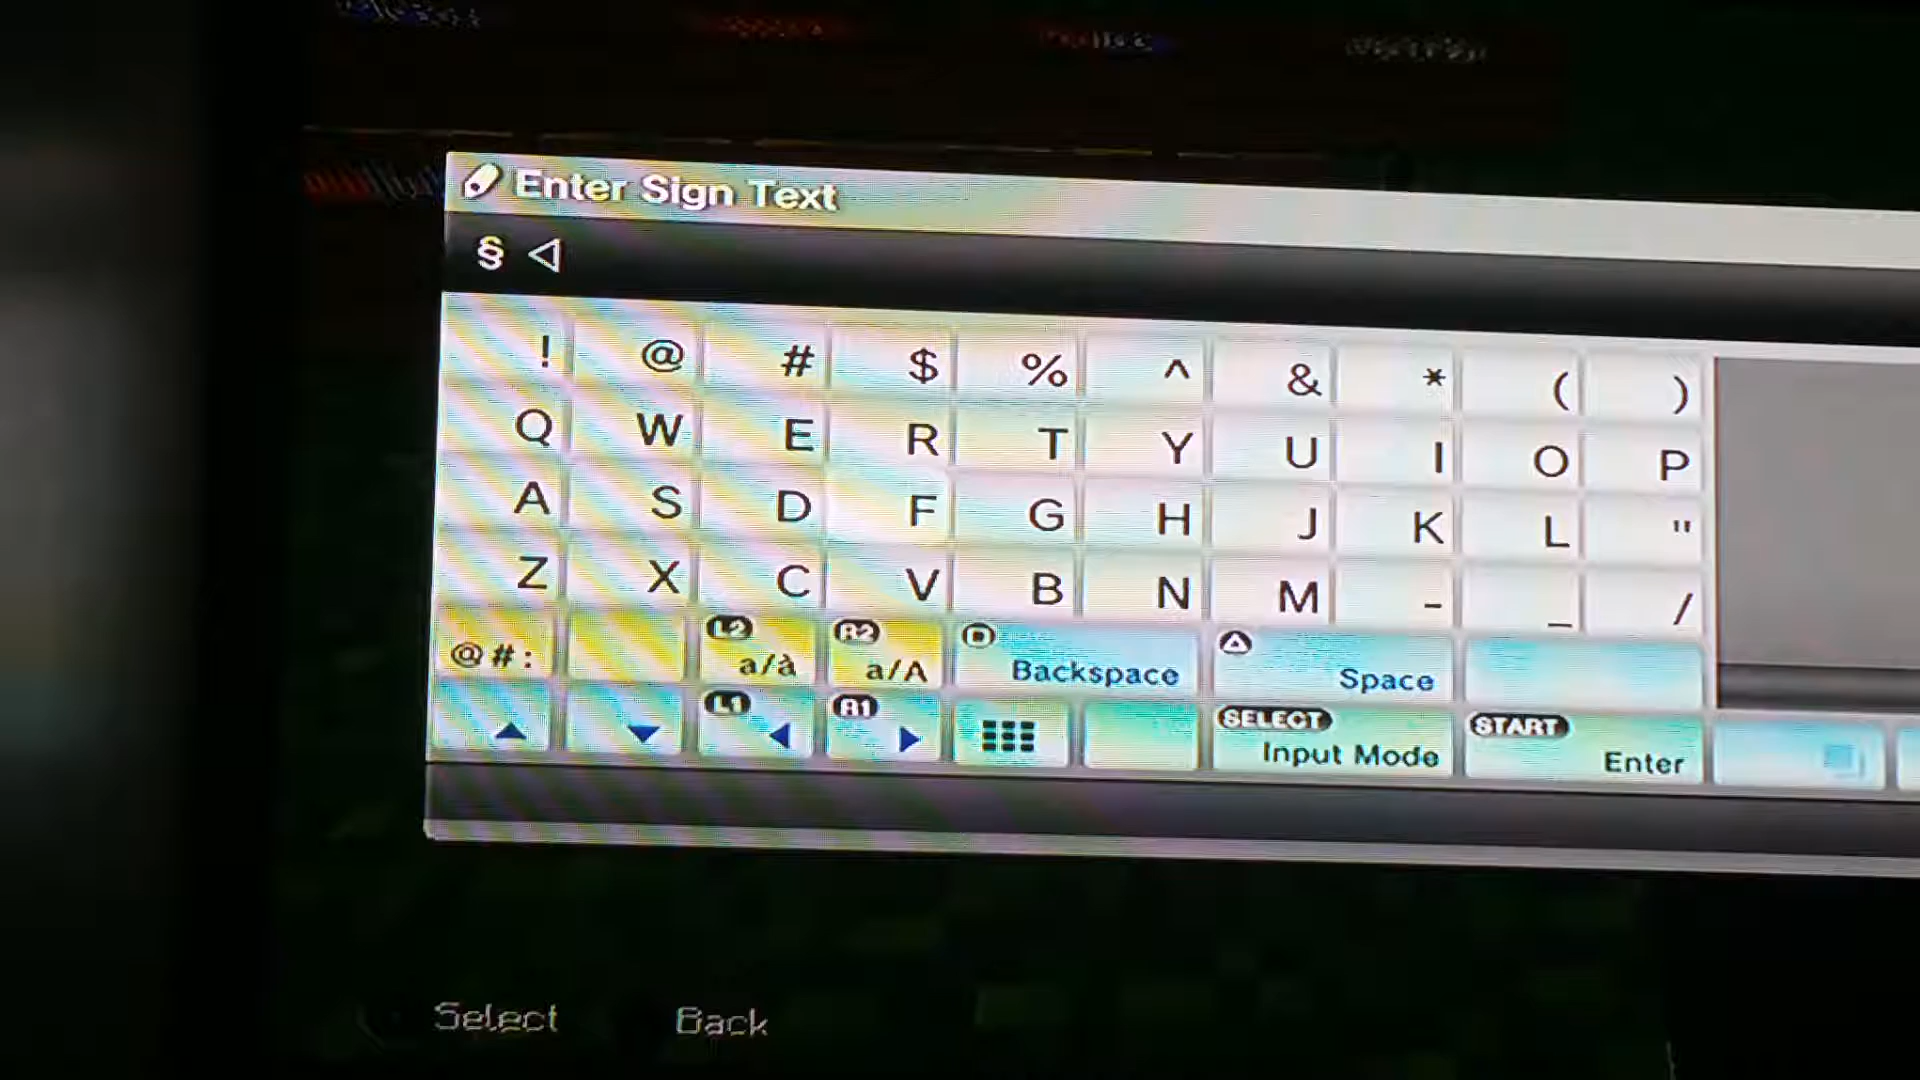 Enter Sign Text
§ ◁
! @ # $ % ^ & * ( )
Q W E R T Y U I O P
A S D F G H J K L "
Z X C V B N M - _ /
@#: L2 a/à R2 a/A Backspace Space
L1 R1 SELECT Input Mode START Enter
Select Back